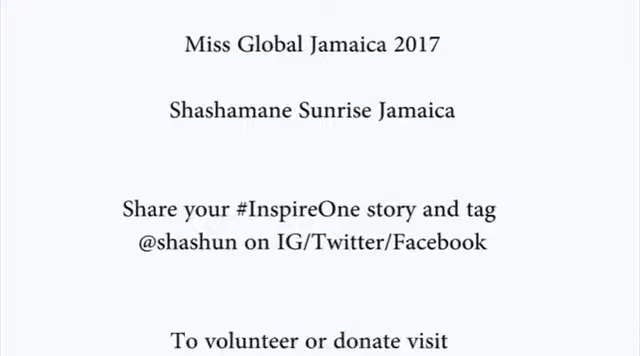 Miss Global Jamaica 2017
Shashamane Sunrise Jamaica
Share your #InspireOne story and tag
@shashun on IG/Twitter/Facebook
To volunteer or donate visit